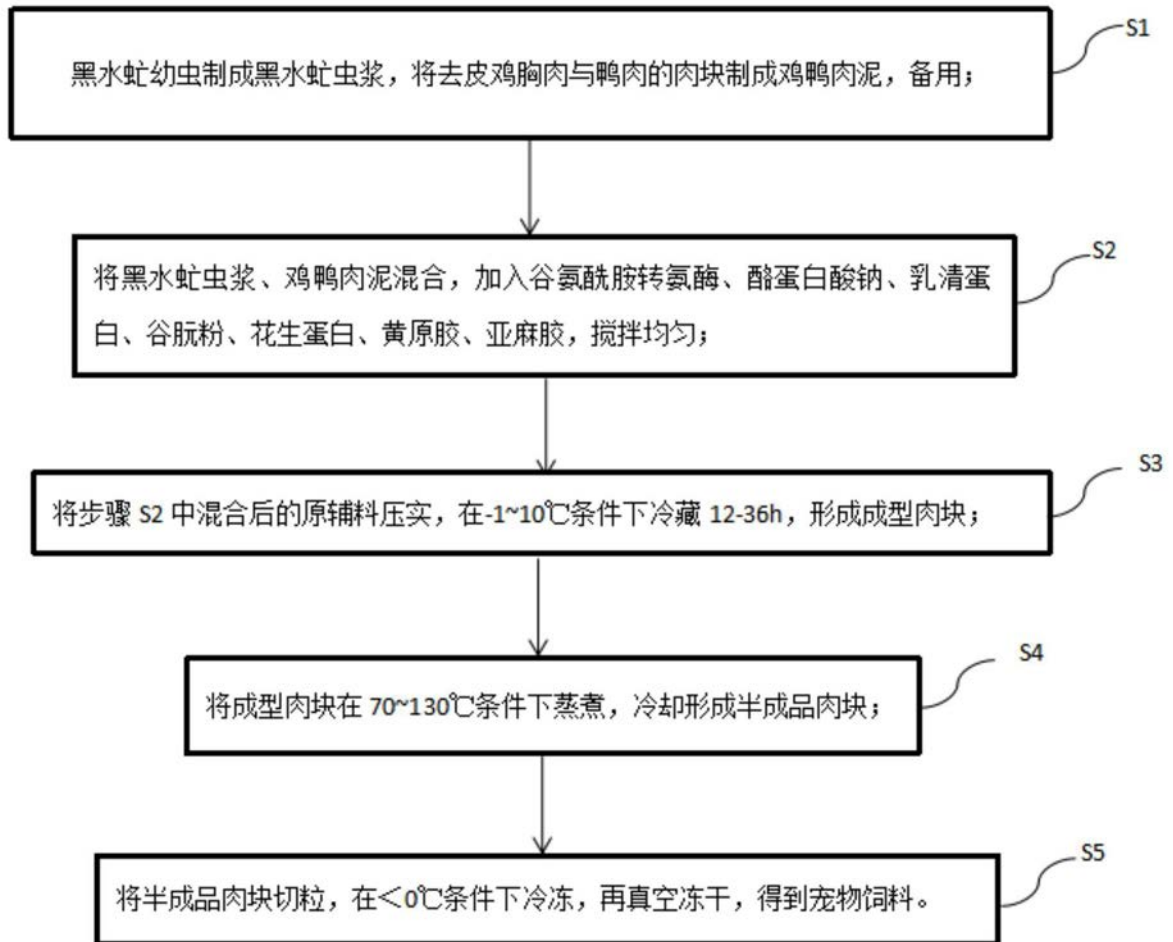 S1
黑水虻幼虫制成黑水虻虫浆，将去皮鸡胸肉与鸭肉的肉块制成鸡鸭肉泥，备用；
S2
将黑水虻虫浆、鸡鸭肉泥混合，加入谷氨酰胺转氨酶、酪蛋白酸钠、乳清蛋
白、谷朊粉、花生蛋白、黄原胶、亚麻胶，搅拌均匀；
S3
将步骤 S2 中混合后的原辅料压实，在-1~10℃条件下冷藏 12-36h，形成成型肉块；
S4
将成型肉块在 70~130℃条件下蒸煮，冷却形成半成品肉块；
S5
将半成品肉块切粒，在＜0℃条件下冷冻，再真空冻干，得到宠物饲料。